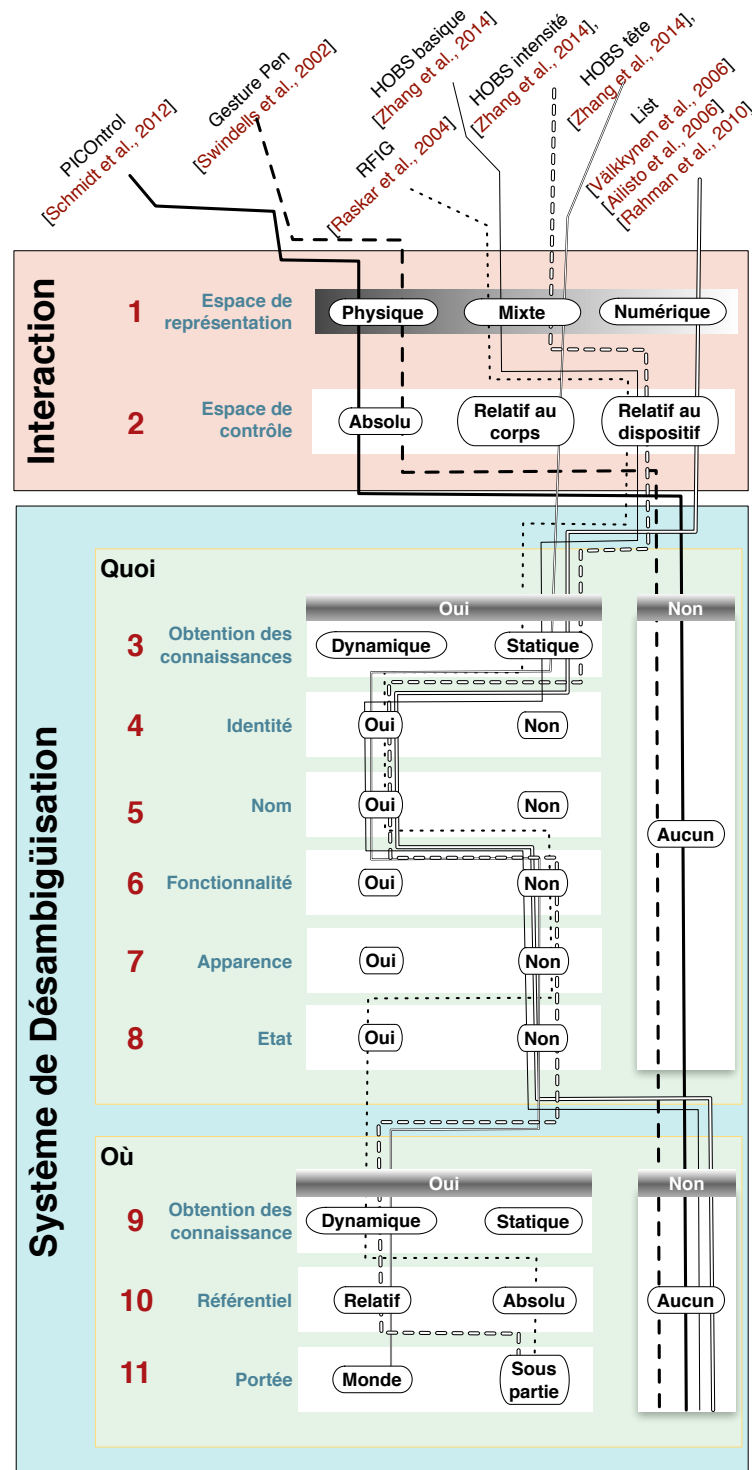 PICOntrol
[Schmidt et al., 2012]
Gesture Pen
[Swindells et al., 2002]
RFIG
[Raskar et al., 2004]
HOBS basique
[Zhang et al., 2014]
HOBS intensité
[Zhang et al., 2014],
HOBS tête
[Zhang et al., 2014],
List
[Välkkynen et al., 2006]
[Ailisto et al., 2006]
[Rahman et al., 2010]
Interaction
1
Espace de
représentation
Physique
Mixte
Numérique
2
Espace de
contrôle
Absolu
Relatif au
corps
Relatif au
dispositif
Système de Désambigüisation
Quoi
Oui
Non
3
Obtention des
connaissances
Dynamique
Statique
4
Identité
Oui
Non
5
Nom
Oui
Non
Aucun
6
Fonctionnalité
Oui
Non
7
Apparence
Oui
Non
8
Etat
Oui
Non
Où
Oui
Non
9
Obtention des
connaissance
Dynamique
Statique
10
Référentiel
Relatif
Absolu
Aucun
11
Portée
Monde
Sous
partie